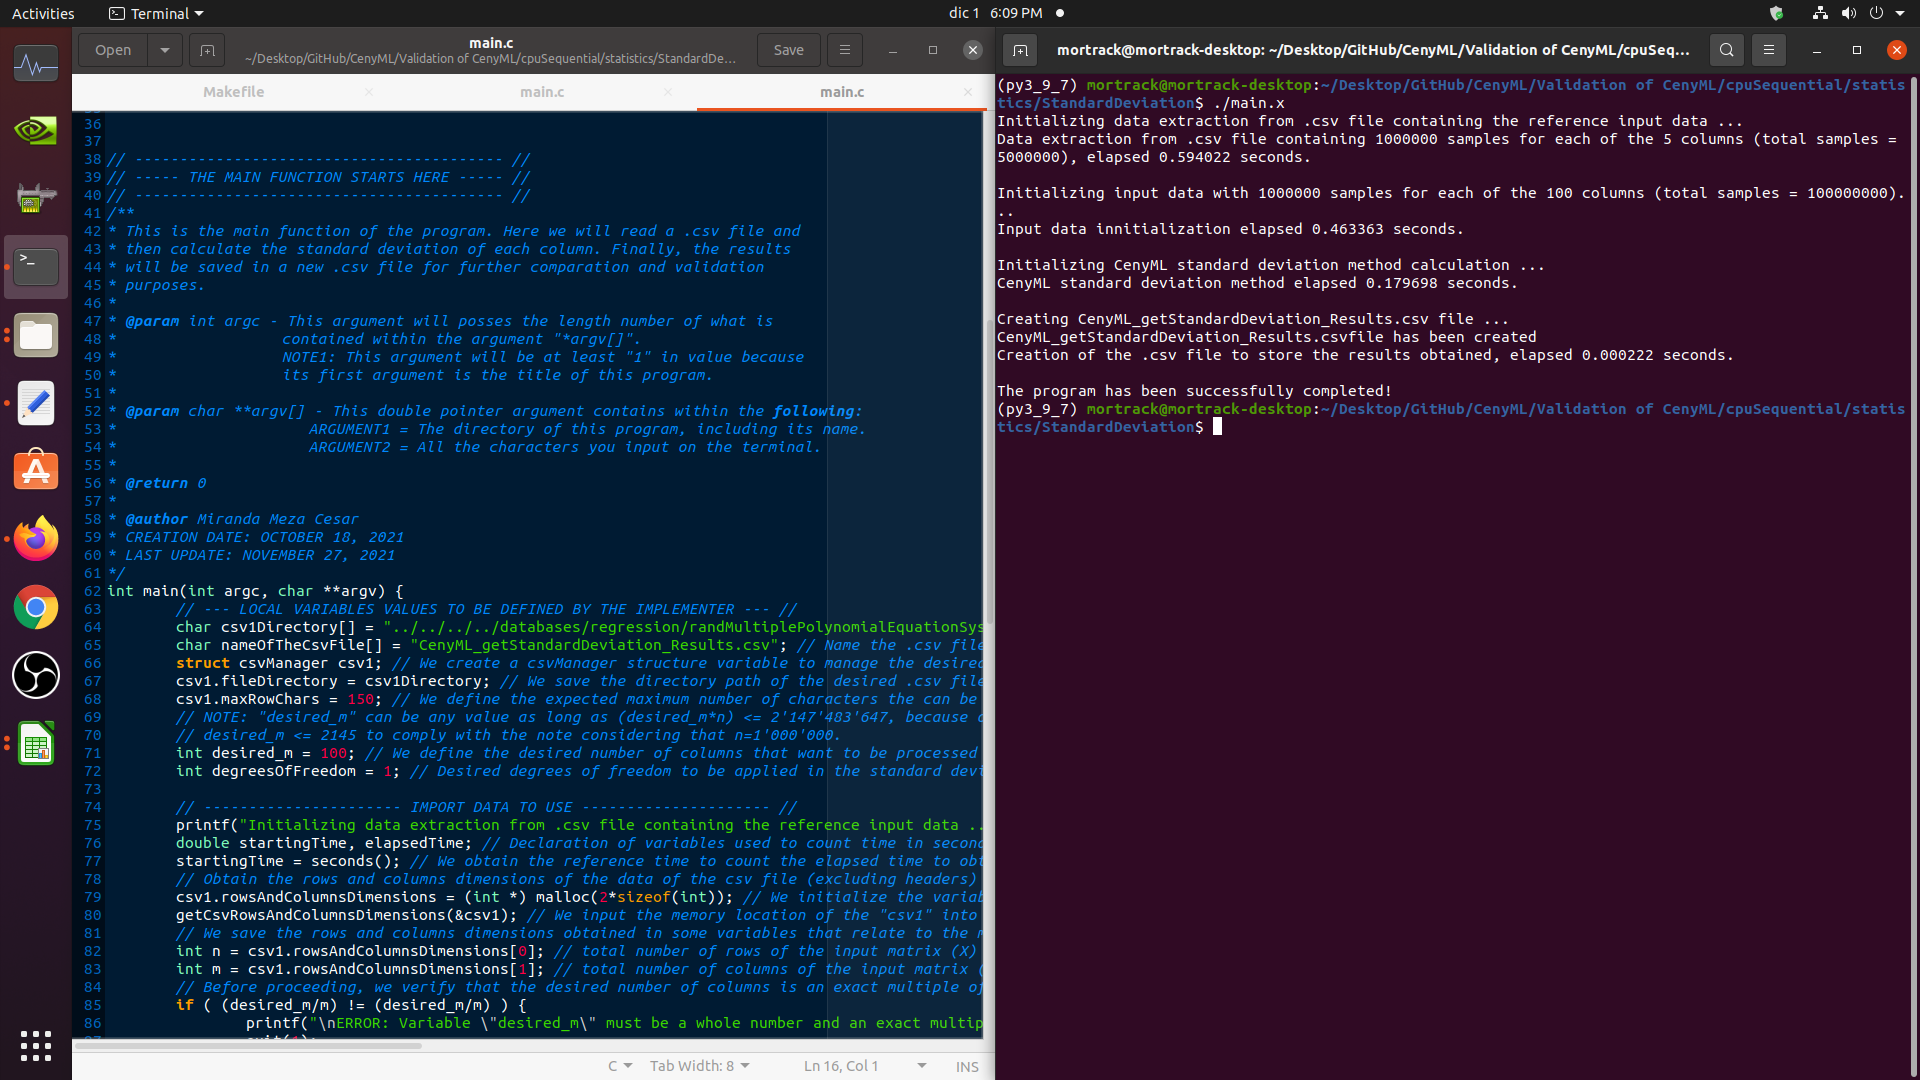 Activities
Terminal
dic 1 6:09 PM
Open
main.c
~/Desktop/GitHub/CenyML/Validation of CenyML/cpuSequential/statistics/StandardDe...
Save
Makefile
main.c
main.c
36
37
38 // ----------------------------------------- //
39 // ----- THE MAIN FUNCTION STARTS HERE ----- //
40 // ----------------------------------------- //
41 /**
42 * This is the main function of the program. Here we will read a .csv file and
43 * then calculate the standard deviation of each column. Finally, the results
44 * will be saved in a new .csv file for further comparation and validation
45 * purposes.
46 *
47 * @param int argc - This argument will posses the length number of what is
48 * contained within the argument "*argv[]".
49 * NOTE1: This argument will be at least "1" in value because
50 * its first argument is the title of this program.
51 *
52 * @param char **argv[] - This double pointer argument contains within the following:
53 * ARGUMENT1 = The directory of this program, including its name.
54 * ARGUMENT2 = All the characters you input on the terminal.
55 *
56 * @return 0
57 *
58 * @author Miranda Meza Cesar
59 * CREATION DATE: OCTOBER 18, 2021
60 * LAST UPDATE: NOVEMBER 27, 2021
61 */
62 int main(int argc, char **argv) {
63 // --- LOCAL VARIABLES VALUES TO BE DEFINED BY THE IMPLEMENTER --- //
64 char csv1Directory[] = "../../../../databases/regression/randMultiplePolynomialEquationSys
65 char nameOfTheCsvFile[] = "CenyML_getStandardDeviation_Results.csv"; // Name the .csv file
66 struct csvManager csv1; // We create a csvManager structure variable to manage the desired
67 csv1.fileDirectory = csv1Directory; // We save the directory path of the desired .csv file
68 csv1.maxRowChars = 150; // We define the expected maximum number of characters the can be
69 // NOTE: "desired_m" can be any value as long as (desired_m*n) <= 2'147'483'647, because
70 // desired_m <= 2145 to comply with the note considering that n=1'000'000.
71 int desired_m = 100; // We define the desired number of columns that want to be processed
72 int degreesOfFreedom = 1; // Desired degrees of freedom to be applied in the standard devi
73
74 // ---------------------- IMPORT DATA TO USE --------------------- //
75 printf("Initializing data extraction from .csv file containing the reference input data ..
76 double startingTime, elapsedTime; // Declaration of variables used to count time in secon
77 startingTime = seconds(); // We obtain the reference time to count the elapsed time to ob
78 // Obtain the rows and columns dimensions of the data of the csv file (excluding headers)
79 csv1.rowsAndColumnsDimensions = (int *) malloc(2*sizeof(int)); // We initialize the variab
80 getCsvRowsAndColumnsDimensions(&csv1); // We input the memory location of the "csv1" into
81 // We save the rows and columns dimensions obtained in some variables that relate to the m
82 int n = csv1.rowsAndColumnsDimensions[0]; // total number of rows of the input matrix (X)
83 int m = csv1.rowsAndColumnsDimensions[1]; // total number of columns of the input matrix (
84 // Before proceeding, we verify that the desired number of columns is an exact multiple of
85 if ( (desired_m/m) != (desired_m/m) ) {
86 printf("\nERROR: Variable \"desired_m\" must be a whole number and an exact multip
C
Tab Width: 8
Ln 16, Col 1
INS
mortrack@mortrack-desktop: ~/Desktop/GitHub/CenyML/Validation of CenyML/cpuSeq...
(py3_9_7) mortrack@mortrack-desktop:~/Desktop/GitHub/CenyML/Validation of CenyML/cpuSequential/statis
tics/StandardDeviation$ ./main.x
Initializing data extraction from .csv file containing the reference input data ...
Data extraction from .csv file containing 1000000 samples for each of the 5 columns (total samples =
5000000), elapsed 0.594022 seconds.
Initializing input data with 1000000 samples for each of the 100 columns (total samples = 100000000).
..
Input data innitialization elapsed 0.463363 seconds.
Initializing CenyML standard deviation method calculation ...
CenyML standard deviation method elapsed 0.179698 seconds.
Creating CenyML_getStandardDeviation_Results.csv file ...
CenyML_getStandardDeviation_Results.csvfile has been created
Creation of the .csv file to store the results obtained, elapsed 0.000222 seconds.
The program has been successfully completed!
(py3_9_7) mortrack@mortrack-desktop:~/Desktop/GitHub/CenyML/Validation of CenyML/cpuSequential/statis
tics/StandardDeviation$